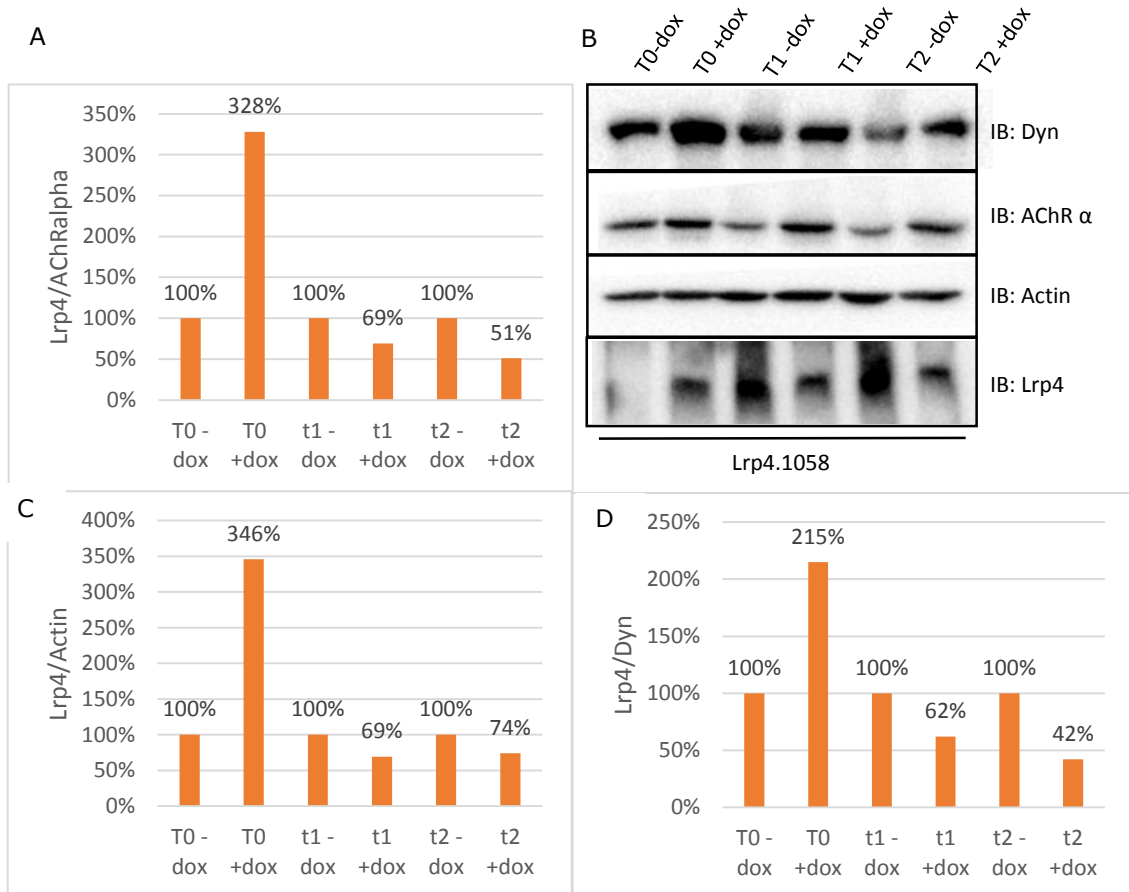 A
Lrp4/AChRalpha
350%
300%
250%
200%
150%
100%
50%
0%
100%
328%
100%
69%
100%
51%
T0 -
dox
T0
+dox
t1 -
dox
t1
+dox
t2 -
dox
t2
+dox
B
T0-dox
T0 +dox
T1 -dox
T1 +dox
T2 -dox
T2 +dox
IB: Dyn
IB: AChR α
IB: Actin
IB: Lrp4
Lrp4.1058
C
Lrp4/Actin
400%
350%
300%
250%
200%
150%
100%
50%
0%
100%
346%
100%
69%
100%
74%
T0 -
dox
T0
+dox
t1 -
dox
t1
+dox
t2 -
dox
t2
+dox
D
Lrp4/Dyn
250%
200%
150%
100%
50%
0%
100%
215%
100%
62%
100%
42%
T0 -
dox
T0
+dox
t1 -
dox
t1
+dox
t2 -
dox
t2
+dox